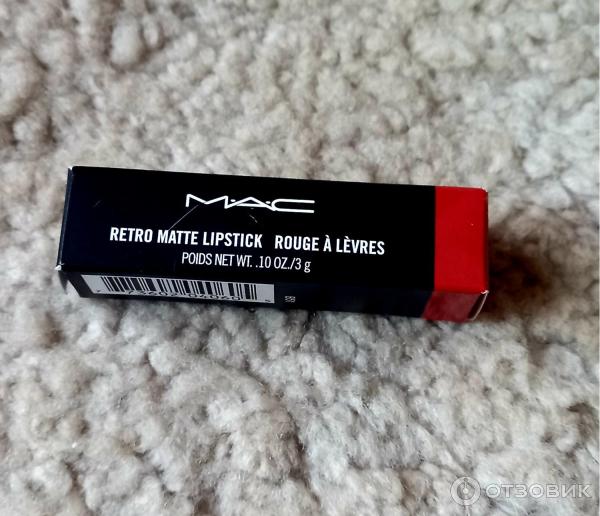 M·A·C
RETRO MATTE LIPSTICK ROUGE À LÈVRES
POIDS NET WT. .10 OZ./3 g
ОТЗОВИК